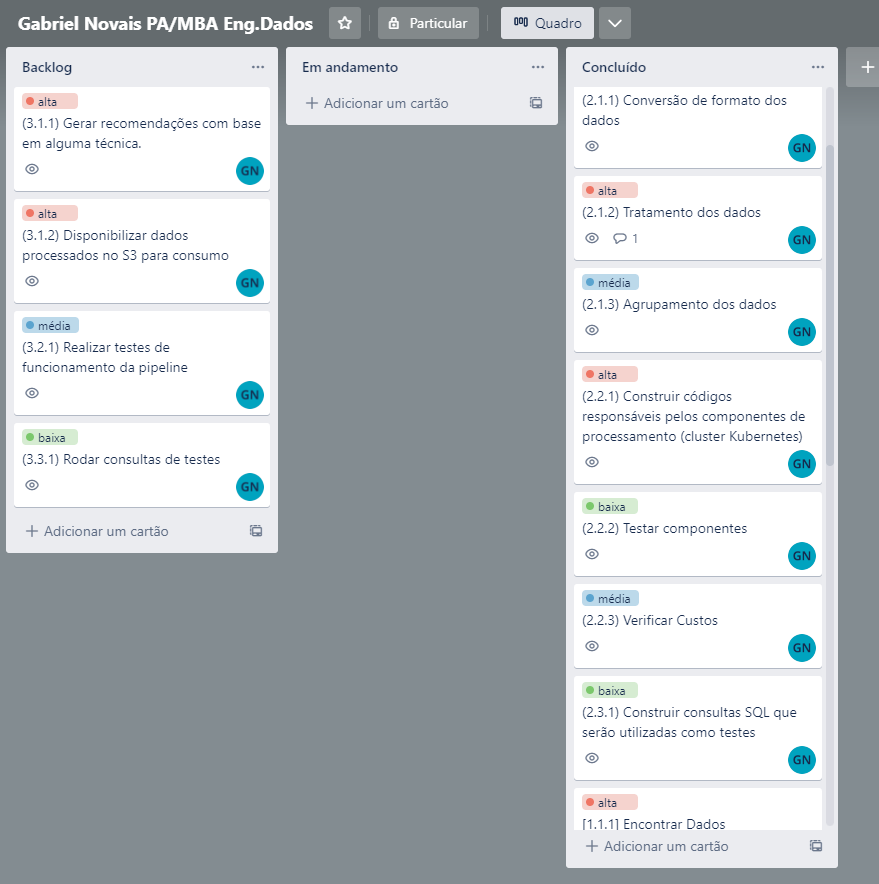 Gabriel Novais PA/MBA Eng.Dados
Particular
Quadro
Backlog
alta
(3.1.1) Gerar recomendações com base
em alguma técnica.
GN
alta
(3.1.2) Disponibilizar dados
processados no S3 para consumo
GN
média
(3.2.1) Realizar testes de
funcionamento da pipeline
GN
baixa
(3.3.1) Rodar consultas de testes
GN
Adicionar um cartão
Em andamento
Adicionar um cartão
Concluído
(2.1.1) Conversão de formato dos
dados
GN
alta
(2.1.2) Tratamento dos dados
1
GN
média
(2.1.3) Agrupamento dos dados
GN
alta
(2.2.1) Construir códigos
responsáveis pelos componentes de
processamento (cluster Kubernetes)
GN
baixa
(2.2.2) Testar componentes
GN
média
(2.2.3) Verificar Custos
GN
baixa
(2.3.1) Construir consultas SQL que
serão utilizadas como testes
GN
alta
[1.1.1] Encontrar Dados
Adicionar um cartão